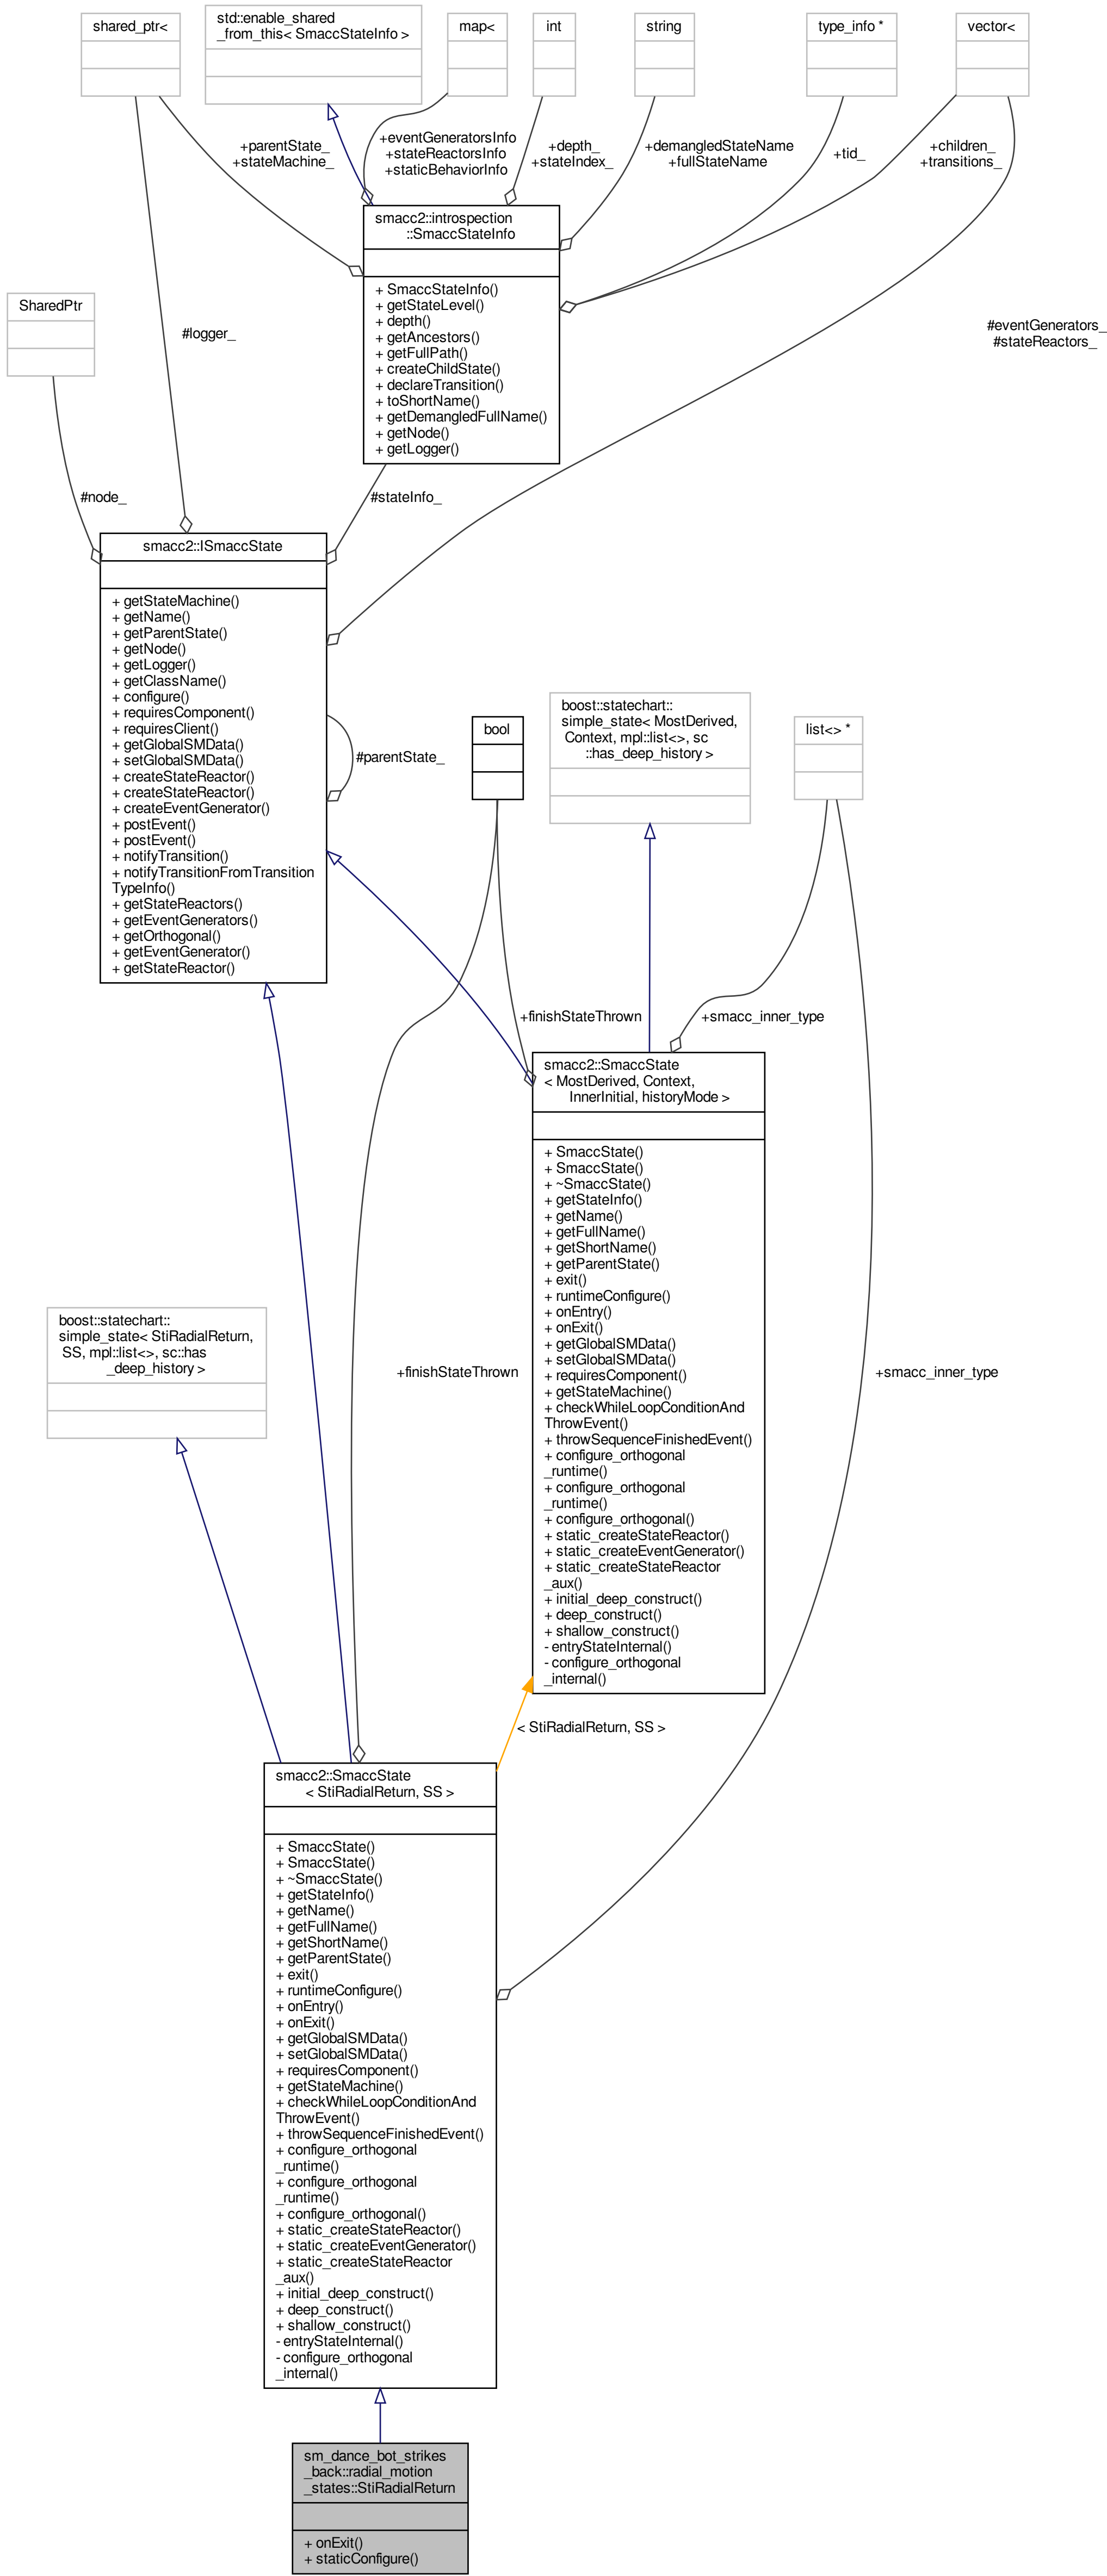 shared_ptr<
std::enable_shared
_from_this< SmaccStateInfo >
map<
int
string
type_info *
vector<
+parentState_
+stateMachine_
+eventGeneratorsInfo
+stateReactorsInfo
+staticBehaviorInfo
+depth_
+stateIndex_
+demangledStateName
+fullStateName
+tid_
+children_
+transitions_
smacc2::introspection
::SmaccStateInfo
+ SmaccStateInfo()
+ getStateLevel()
+ depth()
+ getAncestors()
+ getFullPath()
+ createChildState()
+ declareTransition()
+ toShortName()
+ getDemangledFullName()
+ getNode()
+ getLogger()
SharedPtr
#logger_
#eventGenerators_
#stateReactors_
#node_
#stateInfo_
smacc2::ISmaccState
+ getStateMachine()
+ getName()
+ getParentState()
+ getNode()
+ getLogger()
+ getClassName()
+ configure()
+ requiresComponent()
+ requiresClient()
+ getGlobalSMData()
+ setGlobalSMData()
+ createStateReactor()
+ createStateReactor()
+ createEventGenerator()
+ postEvent()
+ postEvent()
+ notifyTransition()
+ notifyTransitionFromTransition
TypeInfo()
+ getStateReactors()
+ getEventGenerators()
+ getOrthogonal()
+ getEventGenerator()
+ getStateReactor()
#parentState_
bool
boost::statechart::
simple_state< MostDerived,
Context, mpl::list<>, sc
::has_deep_history >
list<> *
+finishStateThrown
+smacc_inner_type
smacc2::SmaccState
< MostDerived, Context,
InnerInitial, historyMode >
+ SmaccState()
+ SmaccState()
+ ~SmaccState()
+ getStateInfo()
+ getName()
+ getFullName()
+ getShortName()
+ getParentState()
+ exit()
+ runtimeConfigure()
+ onEntry()
+ onExit()
+ getGlobalSMData()
+ setGlobalSMData()
+ requiresComponent()
+ getStateMachine()
+ checkWhileLoopConditionAnd
ThrowEvent()
+ throwSequenceFinishedEvent()
+ configure_orthogonal
_runtime()
+ configure_orthogonal
_runtime()
+ configure_orthogonal()
+ static_createStateReactor()
+ static_createEventGenerator()
+ static_createStateReactor
_aux()
+ initial_deep_construct()
+ deep_construct()
+ shallow_construct()
- entryStateInternal()
- configure_orthogonal
_internal()
boost::statechart::
simple_state< StiRadialReturn,
SS, mpl::list<>, sc::has
_deep_history >
+finishStateThrown
+smacc_inner_type
< StiRadialReturn, SS >
smacc2::SmaccState
< StiRadialReturn, SS >
+ SmaccState()
+ SmaccState()
+ ~SmaccState()
+ getStateInfo()
+ getName()
+ getFullName()
+ getShortName()
+ getParentState()
+ exit()
+ runtimeConfigure()
+ onEntry()
+ onExit()
+ getGlobalSMData()
+ setGlobalSMData()
+ requiresComponent()
+ getStateMachine()
+ checkWhileLoopConditionAnd
ThrowEvent()
+ throwSequenceFinishedEvent()
+ configure_orthogonal
_runtime()
+ configure_orthogonal
_runtime()
+ configure_orthogonal()
+ static_createStateReactor()
+ static_createEventGenerator()
+ static_createStateReactor
_aux()
+ initial_deep_construct()
+ deep_construct()
+ shallow_construct()
- entryStateInternal()
- configure_orthogonal
_internal()
sm_dance_bot_strikes
_back::radial_motion
_states::StiRadialReturn
+ onExit()
+ staticConfigure()